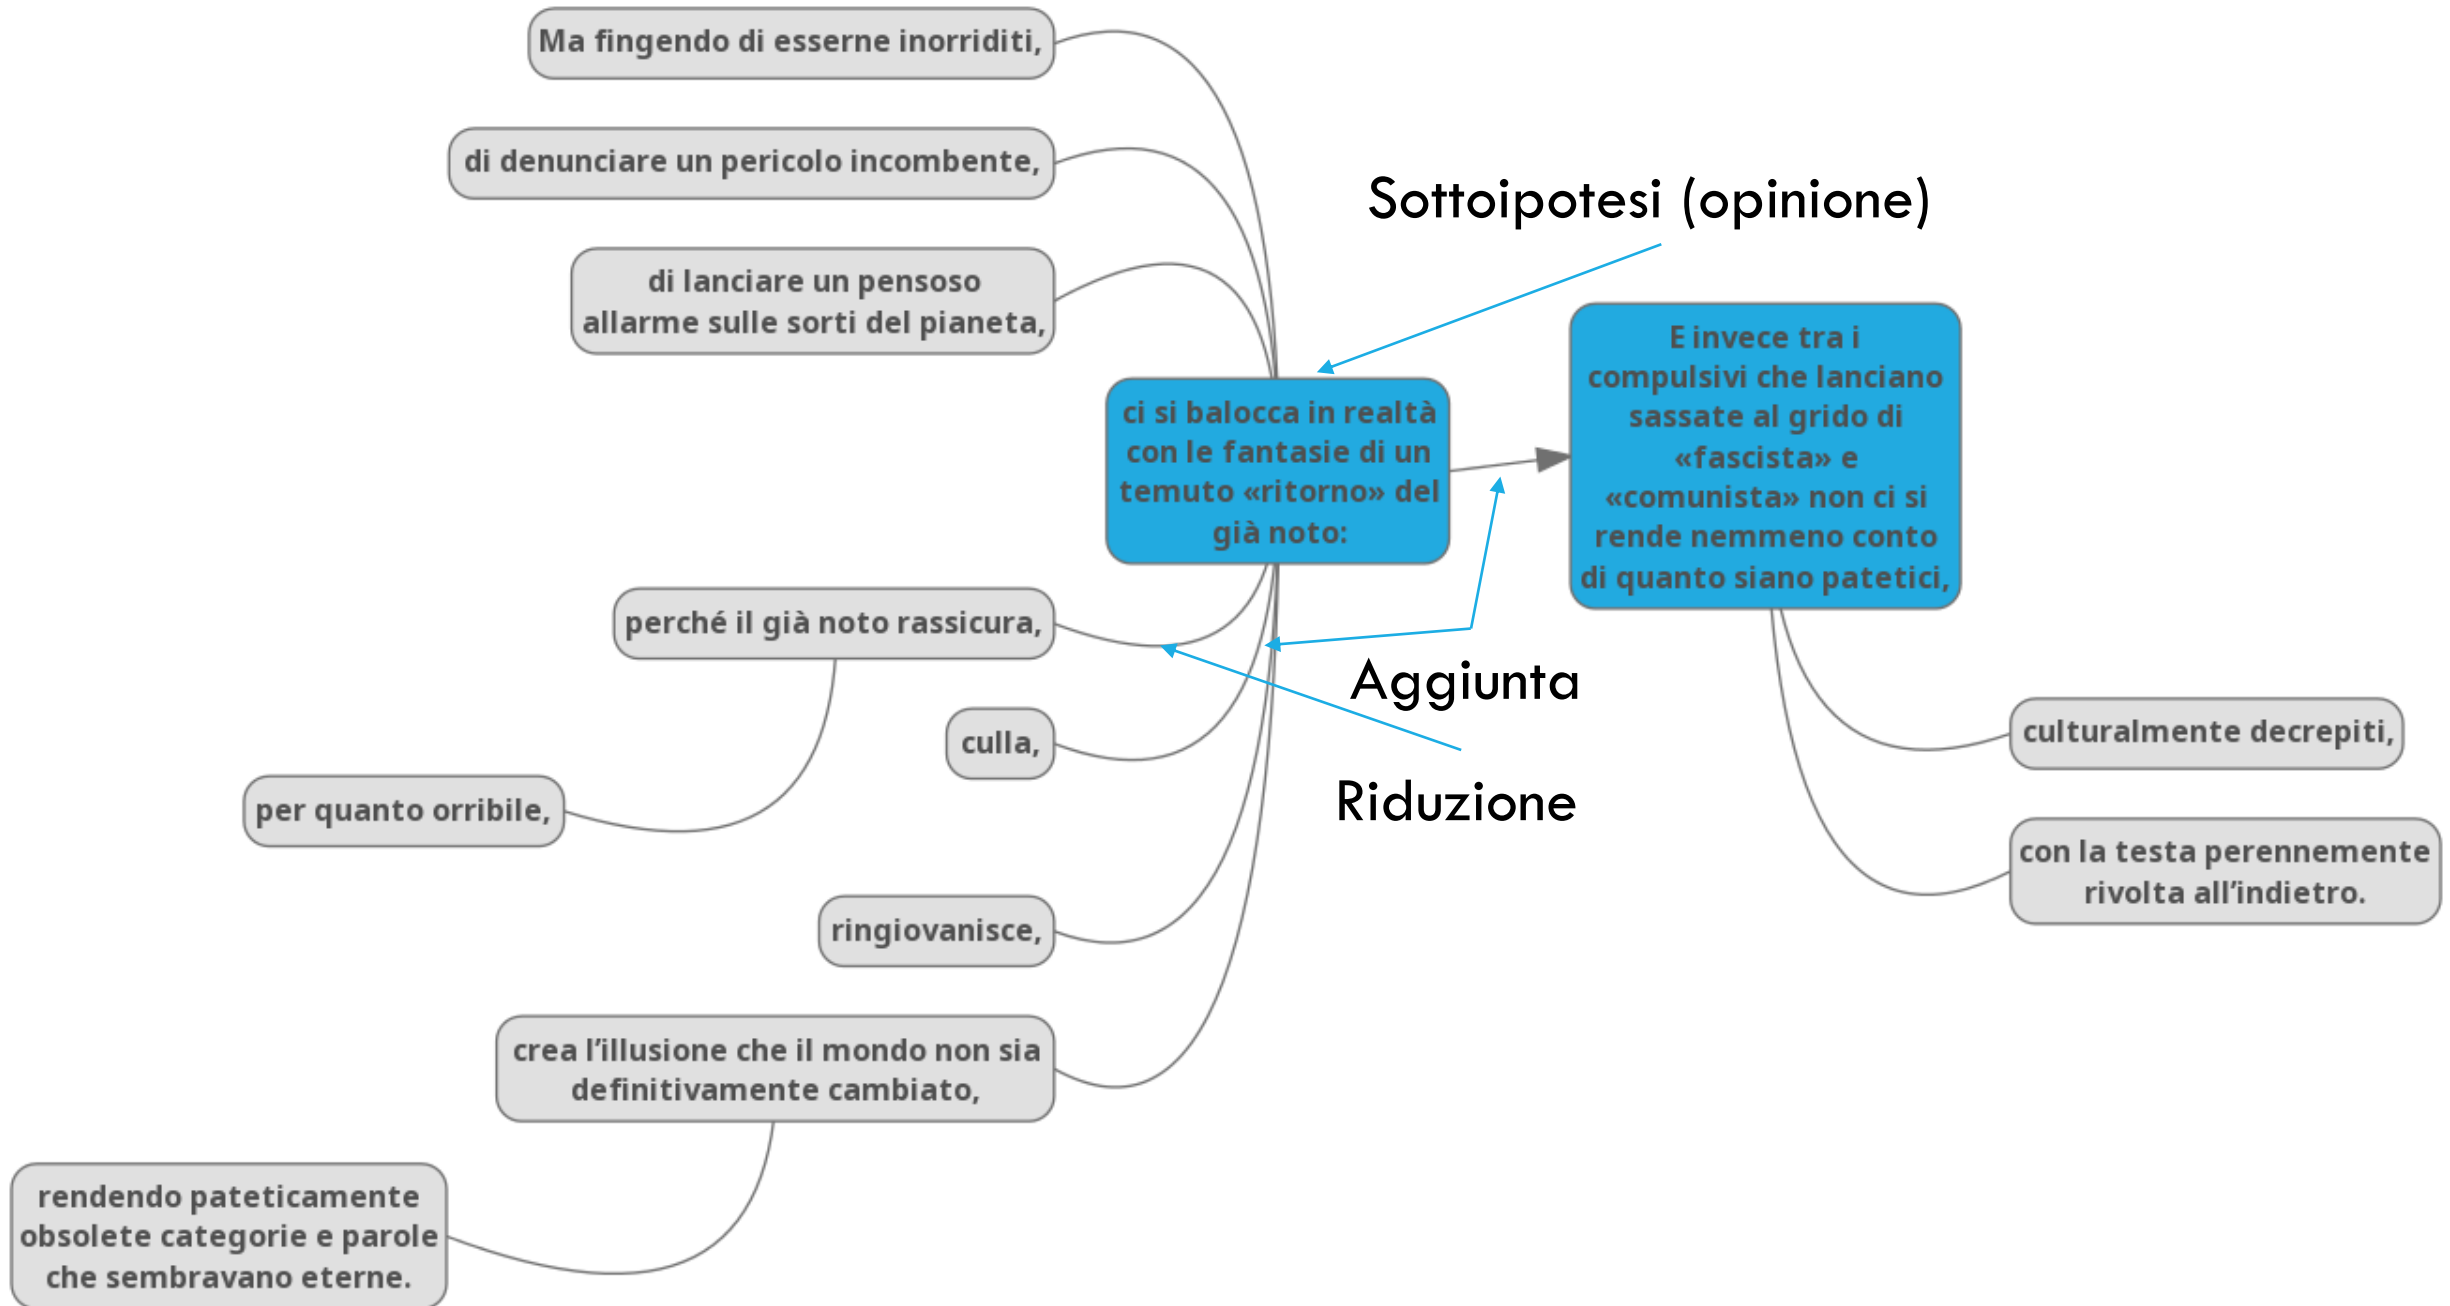 Ma fingendo di esserne inorriditi,
di denunciare un pericolo incombente,
di lanciare un pensoso
allarme sulle sorti del pianeta,
Sottoipotesi (opinione)
ci si balocca in realtà
con le fantasie di un
temuto «ritorno» del
già noto:
E invece tra i
compulsivi che lanciano
sassate al grido di
«fascista» e
«comunista» non ci si
rende nemmeno conto
di quanto siano patetici,
perché il già noto rassicura,
Aggiunta
culla,
Riduzione
per quanto orribile,
culturalmente decrepiti,
con la testa perennemente
rivolta all’indietro.
ringiovanisce,
crea l’illusione che il mondo non sia
definitivamente cambiato,
rendendo pateticamente
obsolete categorie e parole
che sembravano eterne.